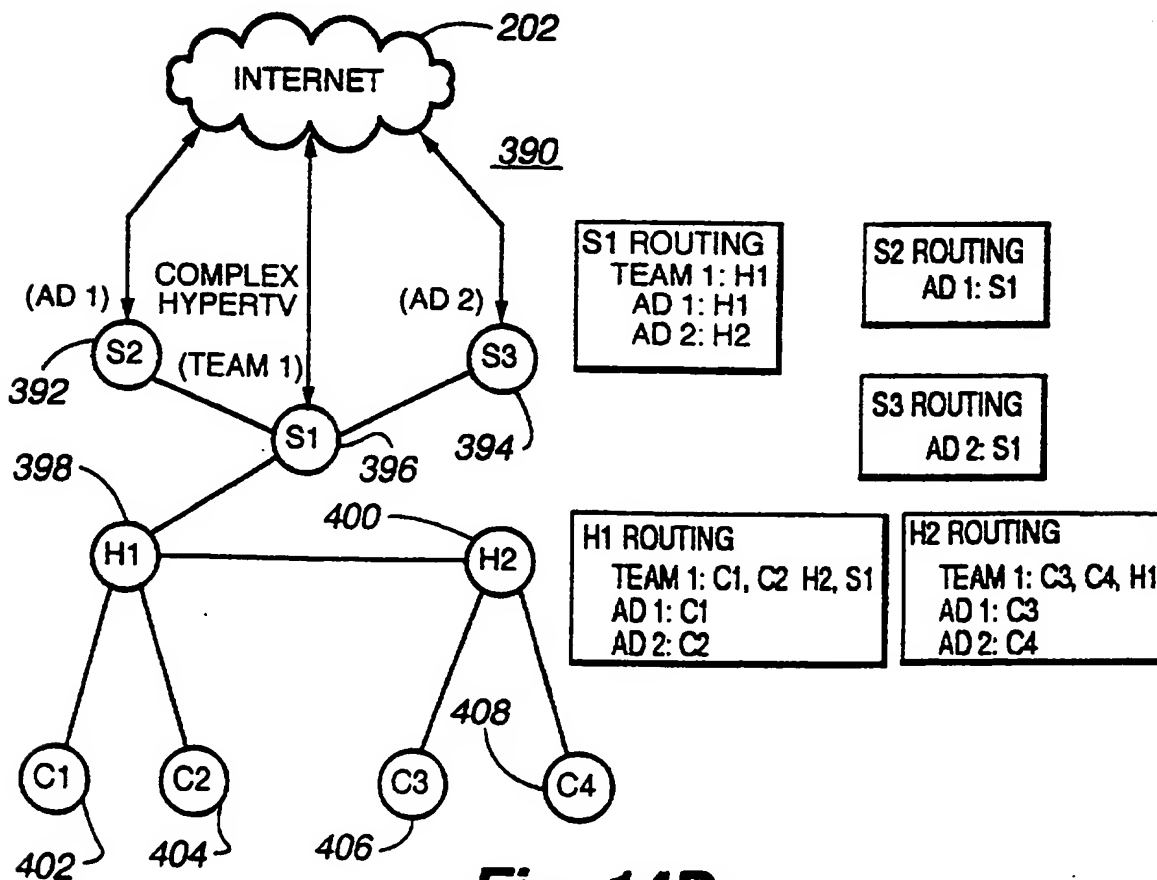 202
INTERNET
390
COMPLEX
HYPERTV
(AD 1)
(AD 2)
S2
(TEAM 1)
S3
392
S1
394
396
398
400
H1
H2
408
C1
C2
C3
C4
402
404
406
S1 ROUTING
TEAM 1: H1
AD 1: H1
AD 2: H2
S2 ROUTING
AD 1: S1
S3 ROUTING
AD 2: S1
H1 ROUTING
TEAM 1: C1, C2 H2, S1
AD 1: C1
AD 2: C2
H2 ROUTING
TEAM 1: C3, C4, H1
AD 1: C3
AD 2: C4